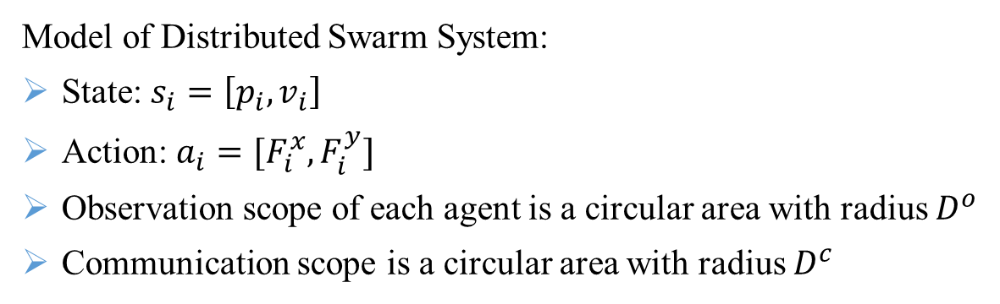 Model of Distributed Swarm System:
➢ State: $s_i = [p_i, v_i]$
➢ Action: $a_i = [F_i^x, F_i^y]$
➢ Observation scope of each agent is a circular area with radius $D^o$
➢ Communication scope is a circular area with radius $D^c$